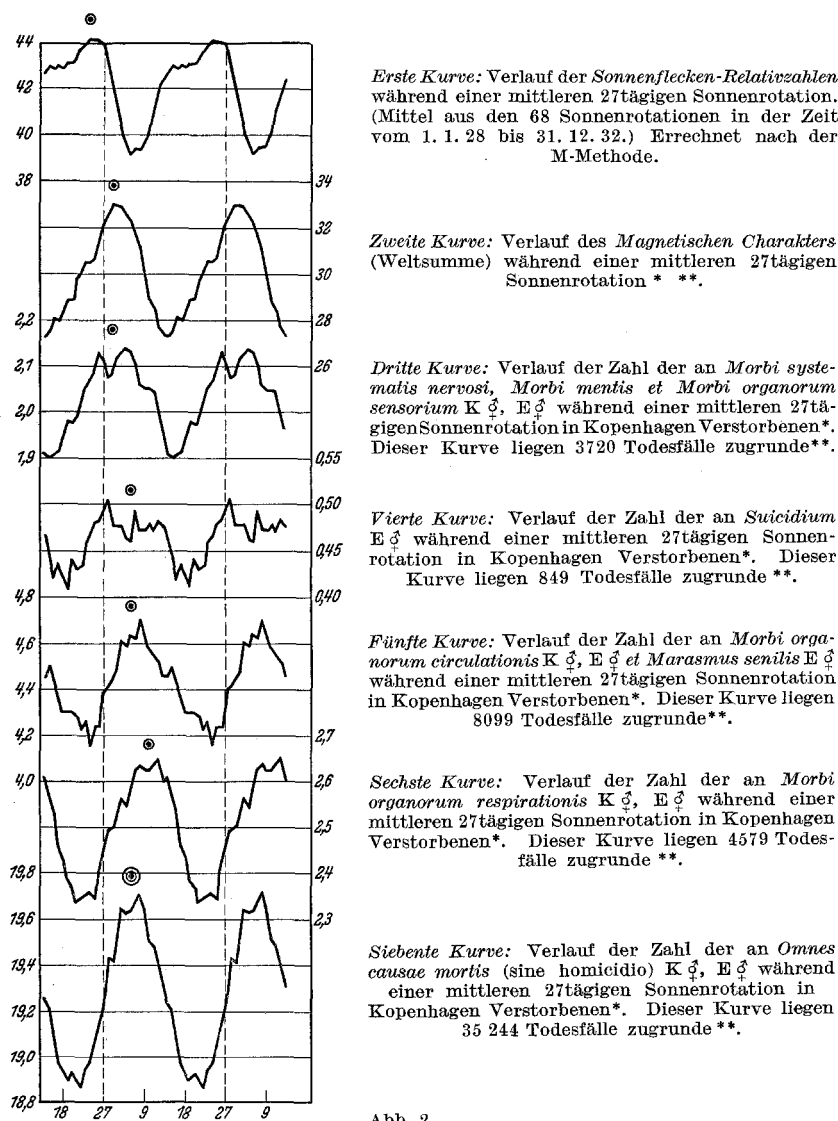 44
42
40
38
2,2
2,1
2,0
1,9
4,8
4,6
4,4
4,2
4,0
19,8
19,6
19,4
19,2
19,0
18,8
34
32
30
28
26
0,55
0,50
0,45
0,40
2,7
2,6
2,5
2,4
2,3
18 27 9 18 27 9
Erste Kurve: Verlauf der Sonnenflecken-Relativzahlen
während einer mittleren 27tägigen Sonnenrotation.
(Mittel aus den 68 Sonnenrotationen in der Zeit
vom 1. 1. 28 bis 31. 12. 32.) Errechnet nach der
M-Methode.
Zweite Kurve: Verlauf des Magnetischen Charakters
(Weltsumme) während einer mittleren 27tägigen
Sonnenrotation * **.
Dritte Kurve: Verlauf der Zahl der an Morbi syste-
matis nervosi, Morbi mentis et Morbi organorum
sensorium K ⚥, E ⚥ während einer mittleren 27tä-
gigen Sonnenrotation in Kopenhagen Verstorbenen*.
Dieser Kurve liegen 3720 Todesfälle zugrunde**.
Vierte Kurve: Verlauf der Zahl der an Suicidium
E ⚥ während einer mittleren 27tägigen Sonnen-
rotation in Kopenhagen Verstorbenen*. Dieser
Kurve liegen 849 Todesfälle zugrunde **.
Fünfte Kurve: Verlauf der Zahl der an Morbi orga-
norum circulationis K ⚥, E ⚥ et Marasmus senilis E ⚥
während einer mittleren 27tägigen Sonnenrotation
in Kopenhagen Verstorbenen*. Dieser Kurve liegen
8099 Todesfälle zugrunde**.
Sechste Kurve: Verlauf der Zahl der an Morbi
organorum respirationis K ⚥, E ⚥ während einer
mittleren 27tägigen Sonnenrotation in Kopenhagen
Verstorbenen*. Dieser Kurve liegen 4579 Todes-
fälle zugrunde **.
Siebente Kurve: Verlauf der Zahl der an Omnes
causae mortis (sine homicidio) K ⚥, E ⚥ während
einer mittleren 27tägigen Sonnenrotation in
Kopenhagen Verstorbenen*. Dieser Kurve liegen
35 244 Todesfälle zugrunde **.
Abb. 2